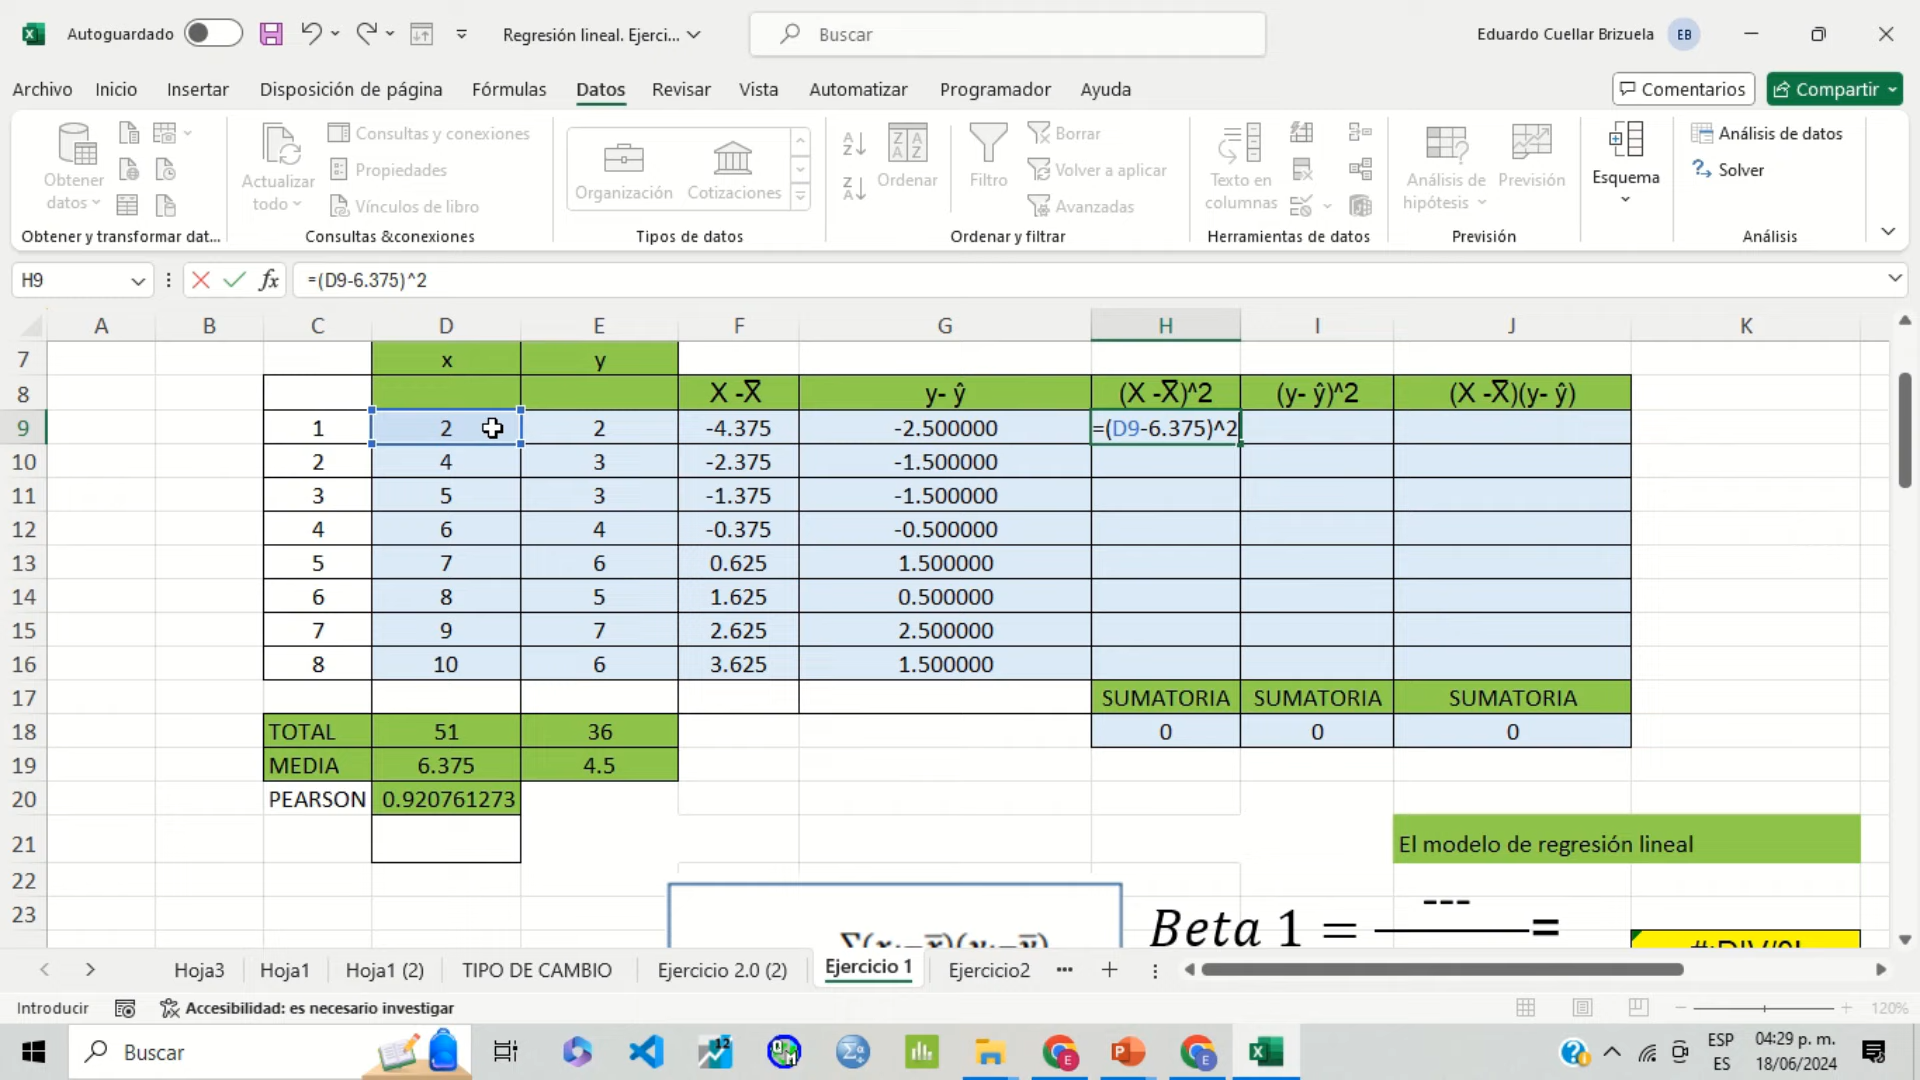 Autoguardado
Regresión lineal. Ejerci...
Buscar
Eduardo Cuellar Brizuela
EB
Archivo Inicio Insertar Disposición de página Fórmulas Datos Revisar Vista Automatizar Programador Ayuda
Comentarios
Compartir
Obtener datos
Actualizar todo
Consultas y conexiones
Propiedades
Vínculos de libro
Organización
Cotizaciones
Ordenar
Filtro
Borrar
Volver a aplicar
Avanzadas
Texto en columnas
Análisis de hipótesis
Previsión
Esquema
Análisis de datos
Solver
Obtener y transformar dat... Consultas &conexiones Tipos de datos Ordenar y filtrar Herramientas de datos Previsión Análisis
H9 fx =(D9-6.375)^2
A B C D E F G H I J K
7 x y
8 X -X̅ y- ŷ (X -X̅)^2 (y- ŷ)^2 (X -X̅)(y- ŷ)
9 1 2 2 -4.375 -2.500000 =(D9-6.375)^2
10 2 4 3 -2.375 -1.500000
11 3 5 3 -1.375 -1.500000
12 4 6 4 -0.375 -0.500000
13 5 7 6 0.625 1.500000
14 6 8 5 1.625 0.500000
15 7 9 7 2.625 2.500000
16 8 10 6 3.625 1.500000
17 SUMATORIA SUMATORIA SUMATORIA
18 TOTAL 51 36 0 0 0
19 MEDIA 6.375 4.5
20 PEARSON 0.920761273
21 El modelo de regresión lineal
22
23 Beta 1 = --- =
Hoja3 Hoja1 Hoja1 (2) TIPO DE CAMBIO Ejercicio 2.0 (2) Ejercicio 1 Ejercicio2 ...
Introducir Accesibilidad: es necesario investigar 120%
Buscar
ESP
ES
04:29 p. m.
18/06/2024